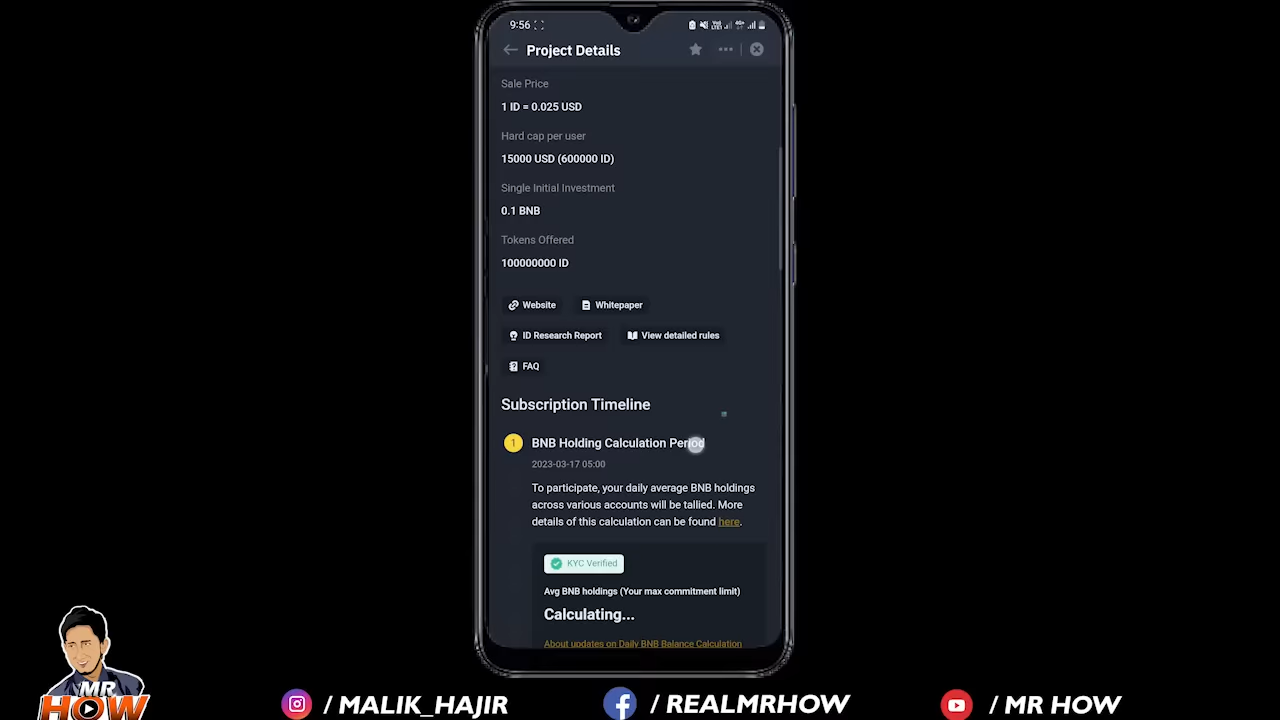 9:56
Project Details
Sale Price
1 ID = 0.025 USD
Hard cap per user
15000 USD (600000 ID)
Single Initial Investment
0.1 BNB
Tokens Offered
100000000 ID
Website
Whitepaper
ID Research Report
View detailed rules
FAQ
Subscription Timeline
1
BNB Holding Calculation Period
2023-03-17 05:00
To participate, your daily average BNB holdings
across various accounts will be tallied. More
details of this calculation can be found here.
KYC Verified
Avg BNB holdings (Your max commitment limit)
Calculating...
About updates on Daily BNB Balance Calculation
MR
HOW
/ MALIK_HAJIR
/ REALMRHOW
/ MR HOW